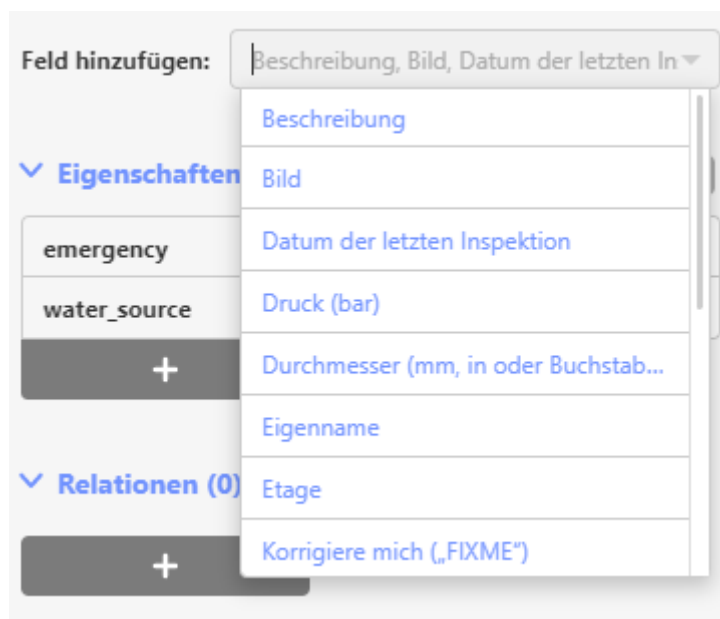 Feld hinzufügen:
Beschreibung, Bild, Datum der letzten In
Beschreibung
Eigenschaften
Bild
emergency
Datum der letzten Inspektion
water_source
Druck (bar)
+
Durchmesser (mm, in oder Buchstab...
Eigenname
Relationen (0)
Etage
+
Korrigiere mich („FIXME“)